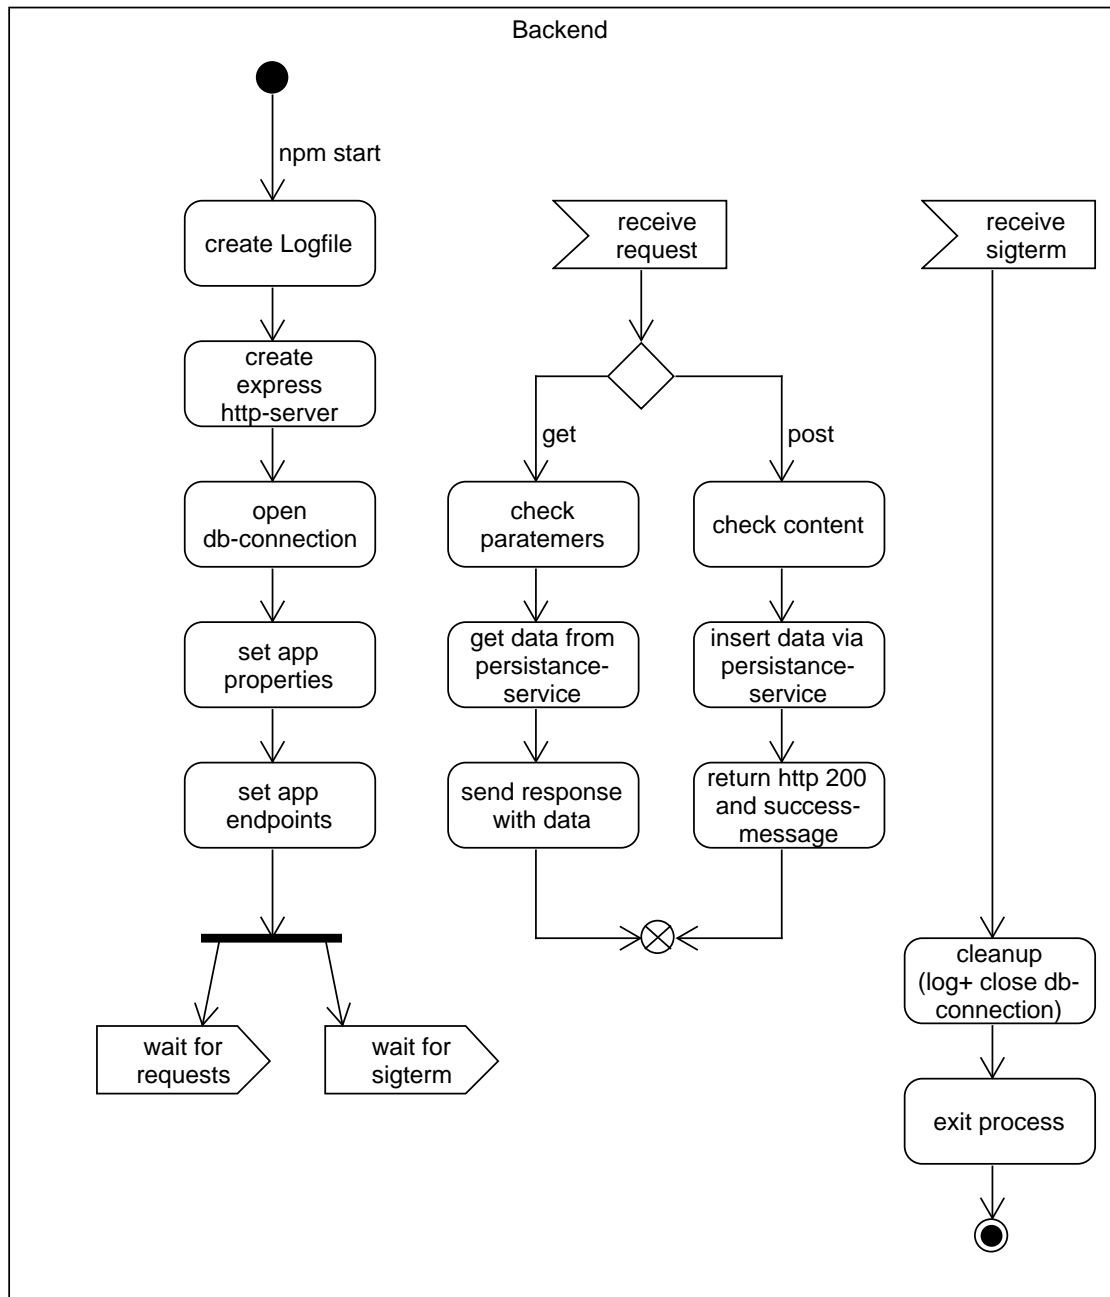 Backend
npm start
create Logfile
create
express
http-server
open
db-connection
set app
properties
set app
endpoints
wait for
requests
wait for
sigterm
receive
request
get
post
check
paratemers
get data from
persistance-
service
send response
with data
check content
insert data via
persistance-
service
return http 200
and success-
message
receive
sigterm
cleanup
(log+ close db-
connection)
exit process